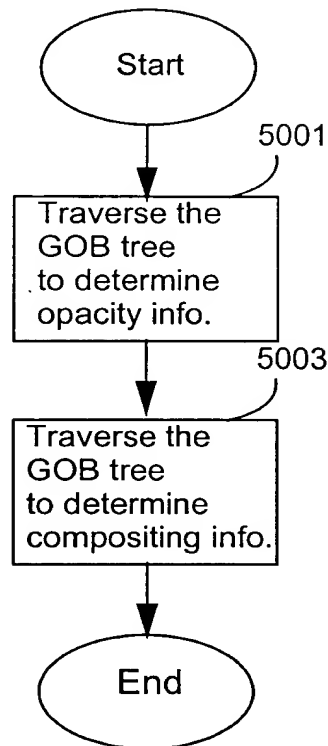 Start
5001
Traverse the
GOB tree
to determine
opacity info.
5003
Traverse the
GOB tree
to determine
compositing info.
End